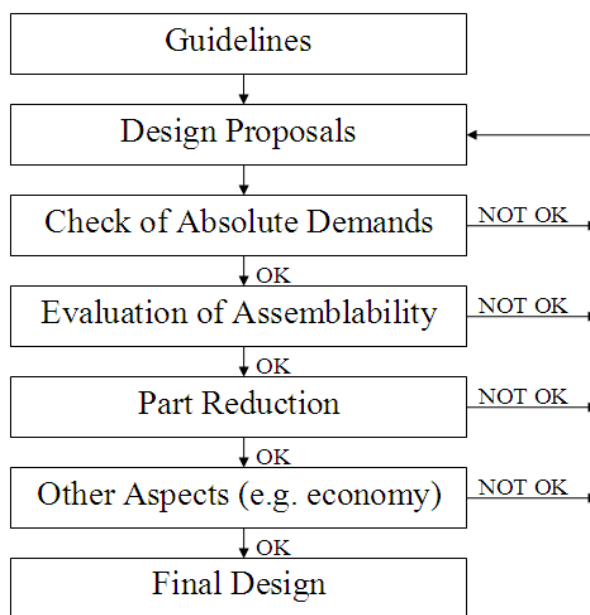 Guidelines
Design Proposals
Check of Absolute Demands
NOT OK
OK
Evaluation of Assemblability
NOT OK
OK
Part Reduction
NOT OK
OK
Other Aspects (e.g. economy)
NOT OK
OK
Final Design